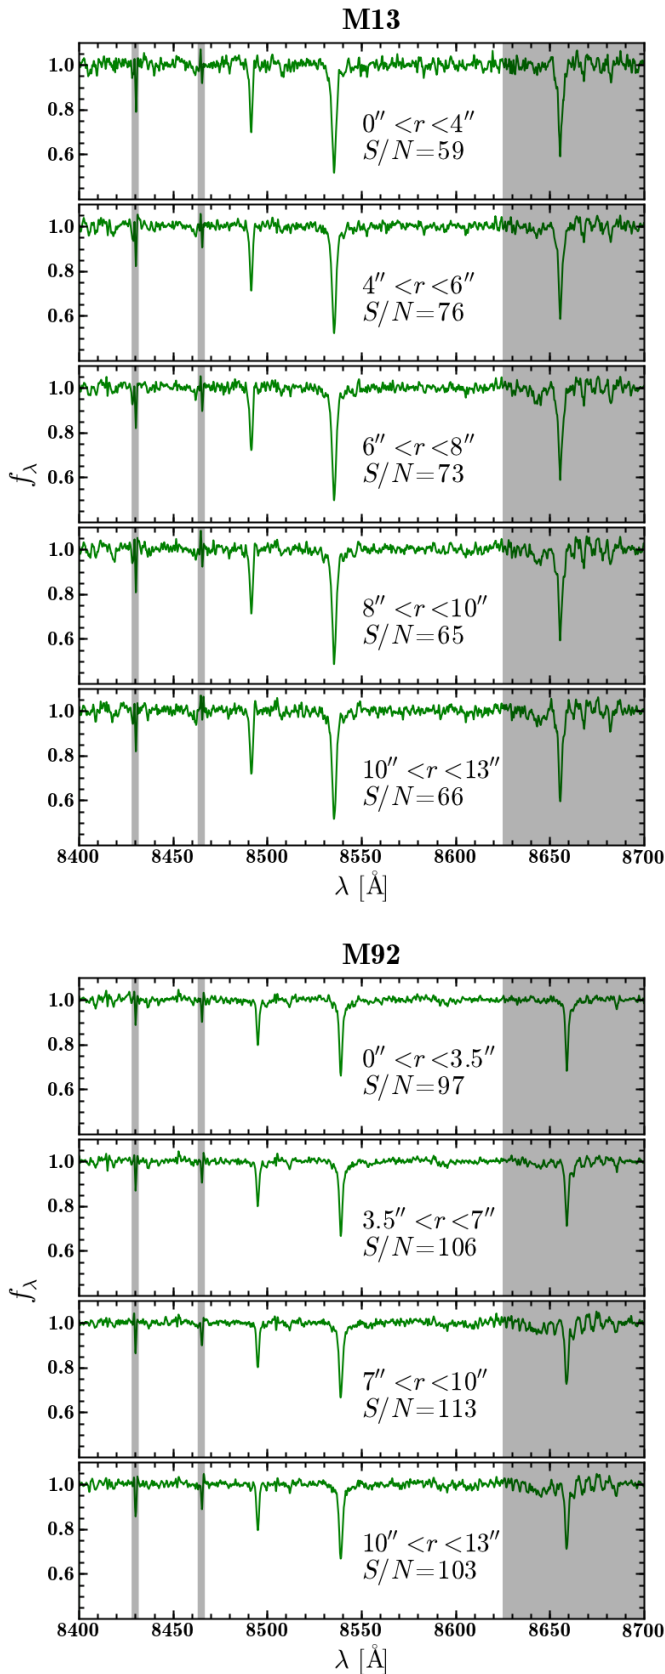 M13
1.0
0.8
0.6
0″ < r < 4″
S/N=59
1.0
0.8
0.6
4″ < r < 6″
S/N=76
1.0
0.8
0.6
6″ < r < 8″
S/N=73
fλ
1.0
0.8
0.6
8″ < r < 10″
S/N=65
1.0
0.8
0.6
10″ < r < 13″
S/N=66
8400 8450 8500 8550 8600 8650 8700
λ [Å]
M92
1.0
0.8
0.6
0″ < r < 3.5″
S/N=97
1.0
0.8
0.6
3.5″ < r < 7″
S/N=106
fλ
1.0
0.8
0.6
7″ < r < 10″
S/N=113
1.0
0.8
0.6
10″ < r < 13″
S/N=103
8400 8450 8500 8550 8600 8650 8700
λ [Å]